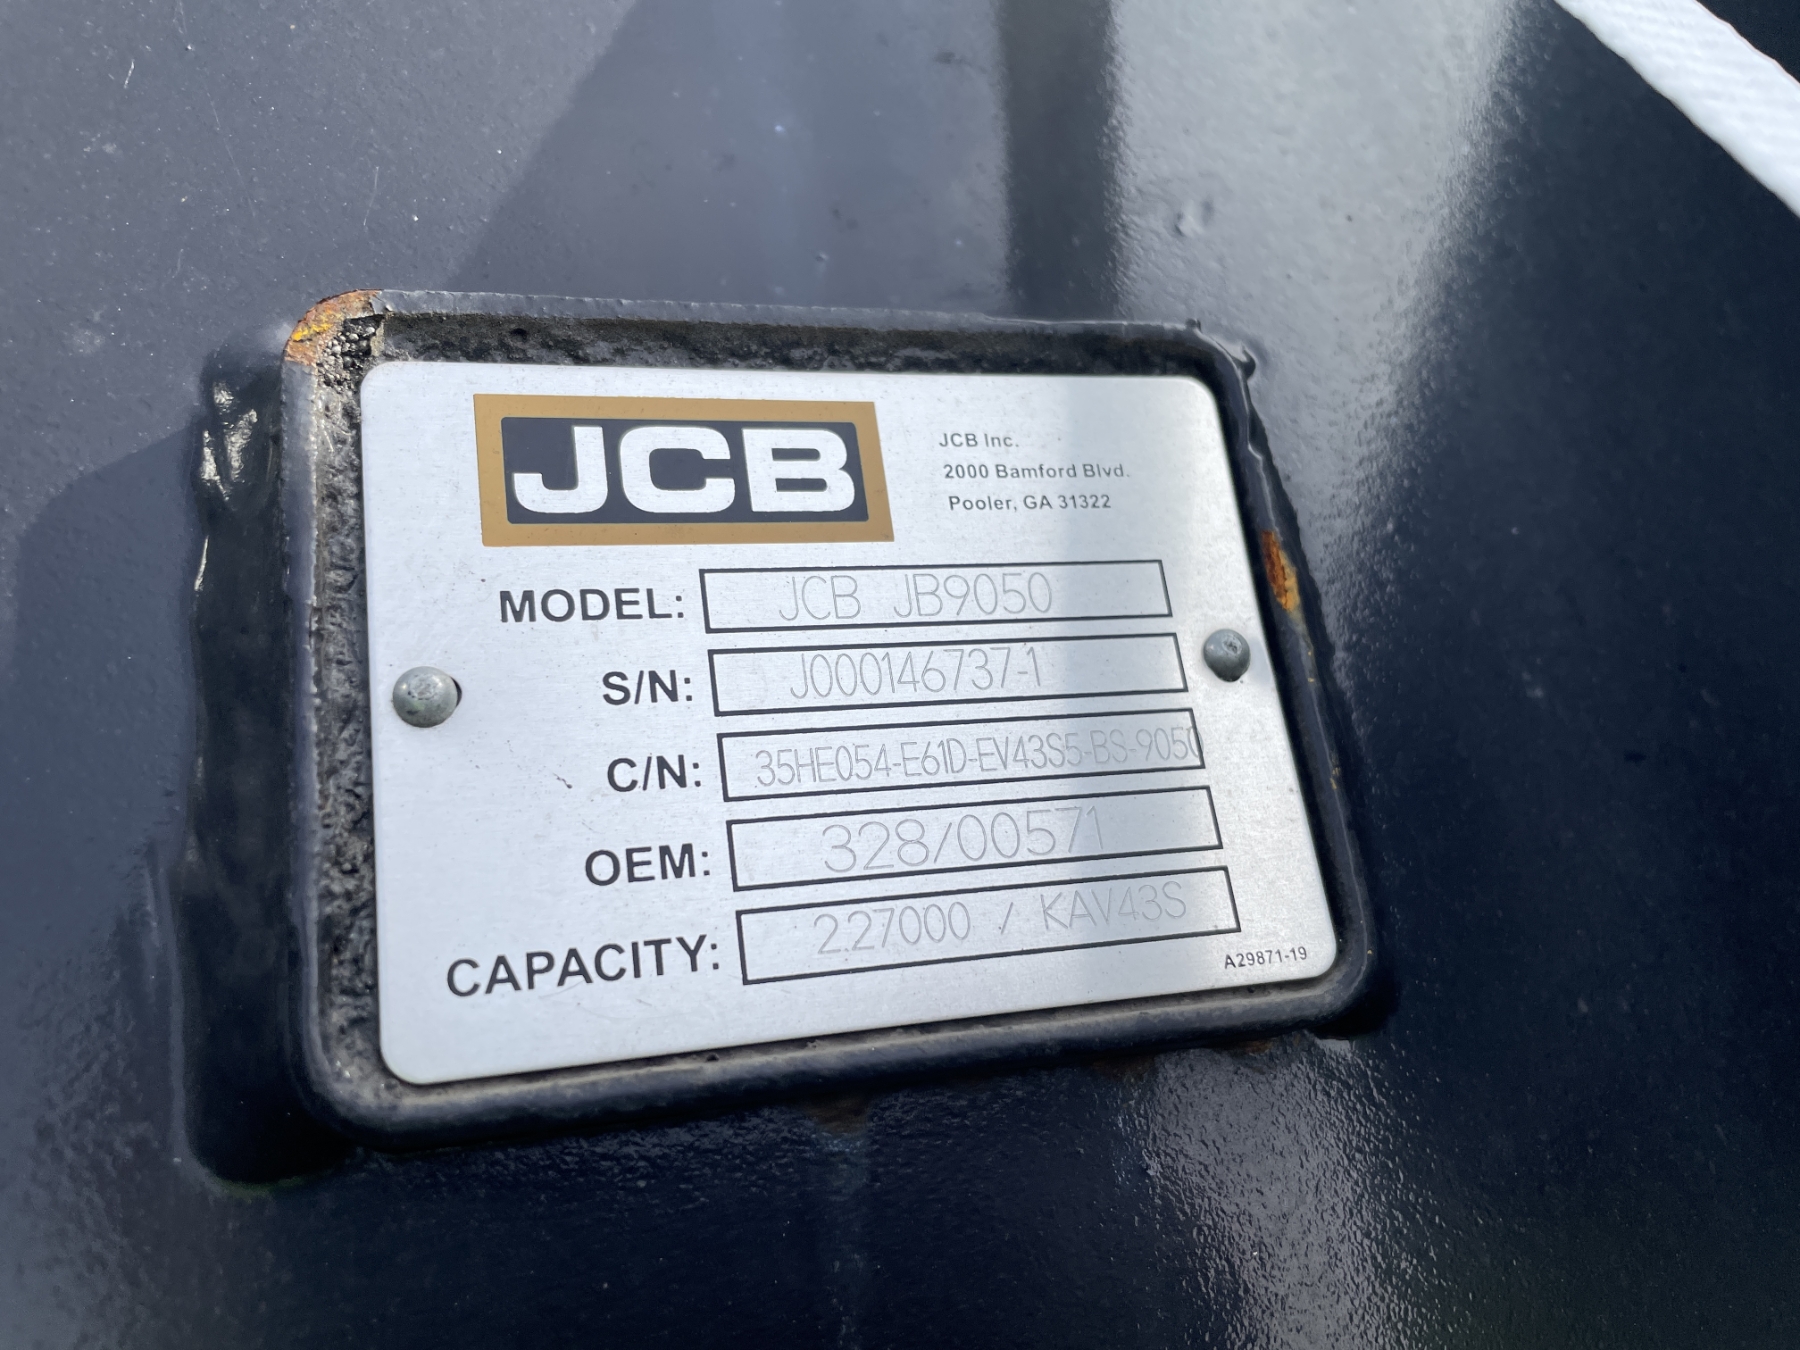 JCB
JCB Inc.
2000 Bamford Blvd.
Pooler, GA 31322
MODEL: JCB JB9050
S/N: J000146737-1
C/N: 35HE054-E61D-EV43S5-BS-9050
OEM: 328/00571
CAPACITY: 2.27000 / KAV43S
A29871-19